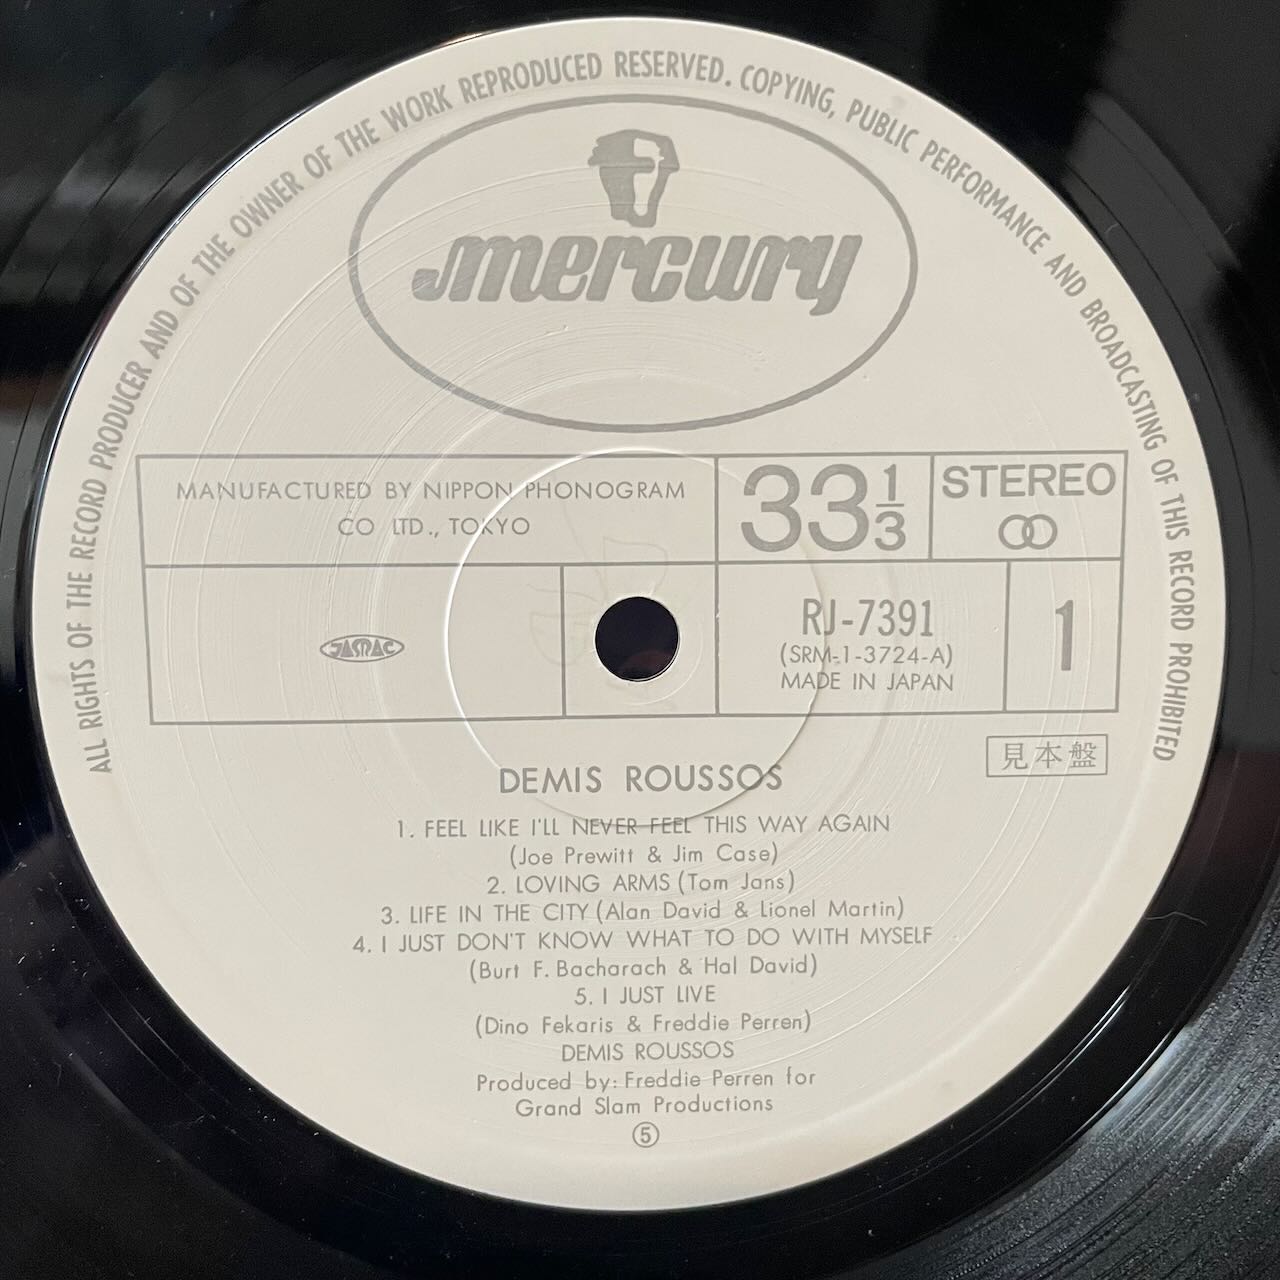 ALL RIGHTS OF THE RECORD PRODUCER AND OF THE OWNER OF THE WORK REPRODUCED RESERVED. COPYING, PUBLIC PERFORMANCE AND BROADCASTING OF THIS RECORD PROHIBITED
mercury
MANUFACTURED BY NIPPON PHONOGRAM
CO LTD., TOKYO
33 1/3
STEREO
JASRAC
RJ-7391
(SRM-1-3724-A)
MADE IN JAPAN
1
見本盤
DEMIS ROUSSOS
1. FEEL LIKE I'LL NEVER FEEL THIS WAY AGAIN
(Joe Prewitt & Jim Case)
2. LOVING ARMS (Tom Jans)
3. LIFE IN THE CITY (Alan David & Lionel Martin)
4. I JUST DON'T KNOW WHAT TO DO WITH MYSELF
(Burt F. Bacharach & Hal David)
5. I JUST LIVE
(Dino Fekaris & Freddie Perren)
DEMIS ROUSSOS
Produced by: Freddie Perren for
Grand Slam Productions
⑤